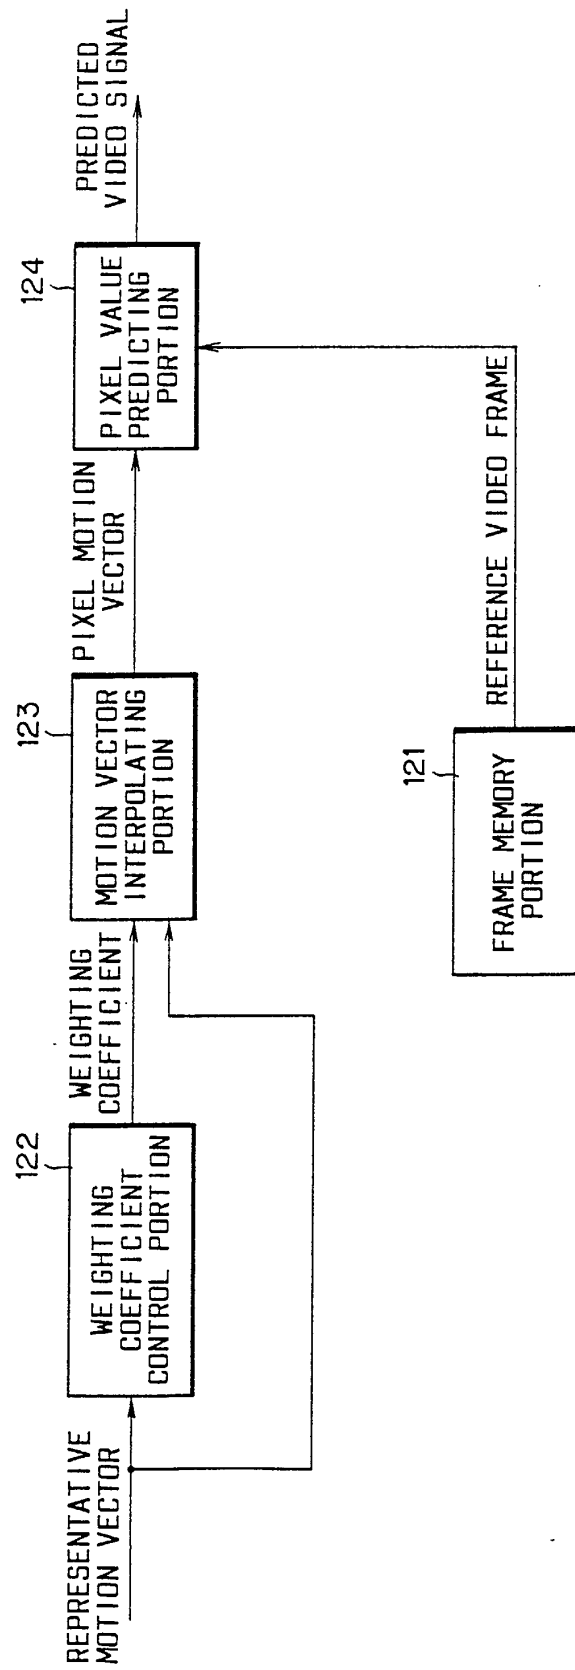 REPRESENTATIVE
MOTION VECTOR
122
WEIGHTING
COEFFICIENT
CONTROL PORTION
WEIGHTING
COEFFICIENT
123
MOTION VECTOR
INTERPOLATING
PORTION
PIXEL MOTION
VECTOR
124
PIXEL VALUE
PREDICTING
PORTION
PREDICTED
VIDEO SIGNAL
121
FRAME MEMORY
PORTION
REFERENCE VIDEO FRAME